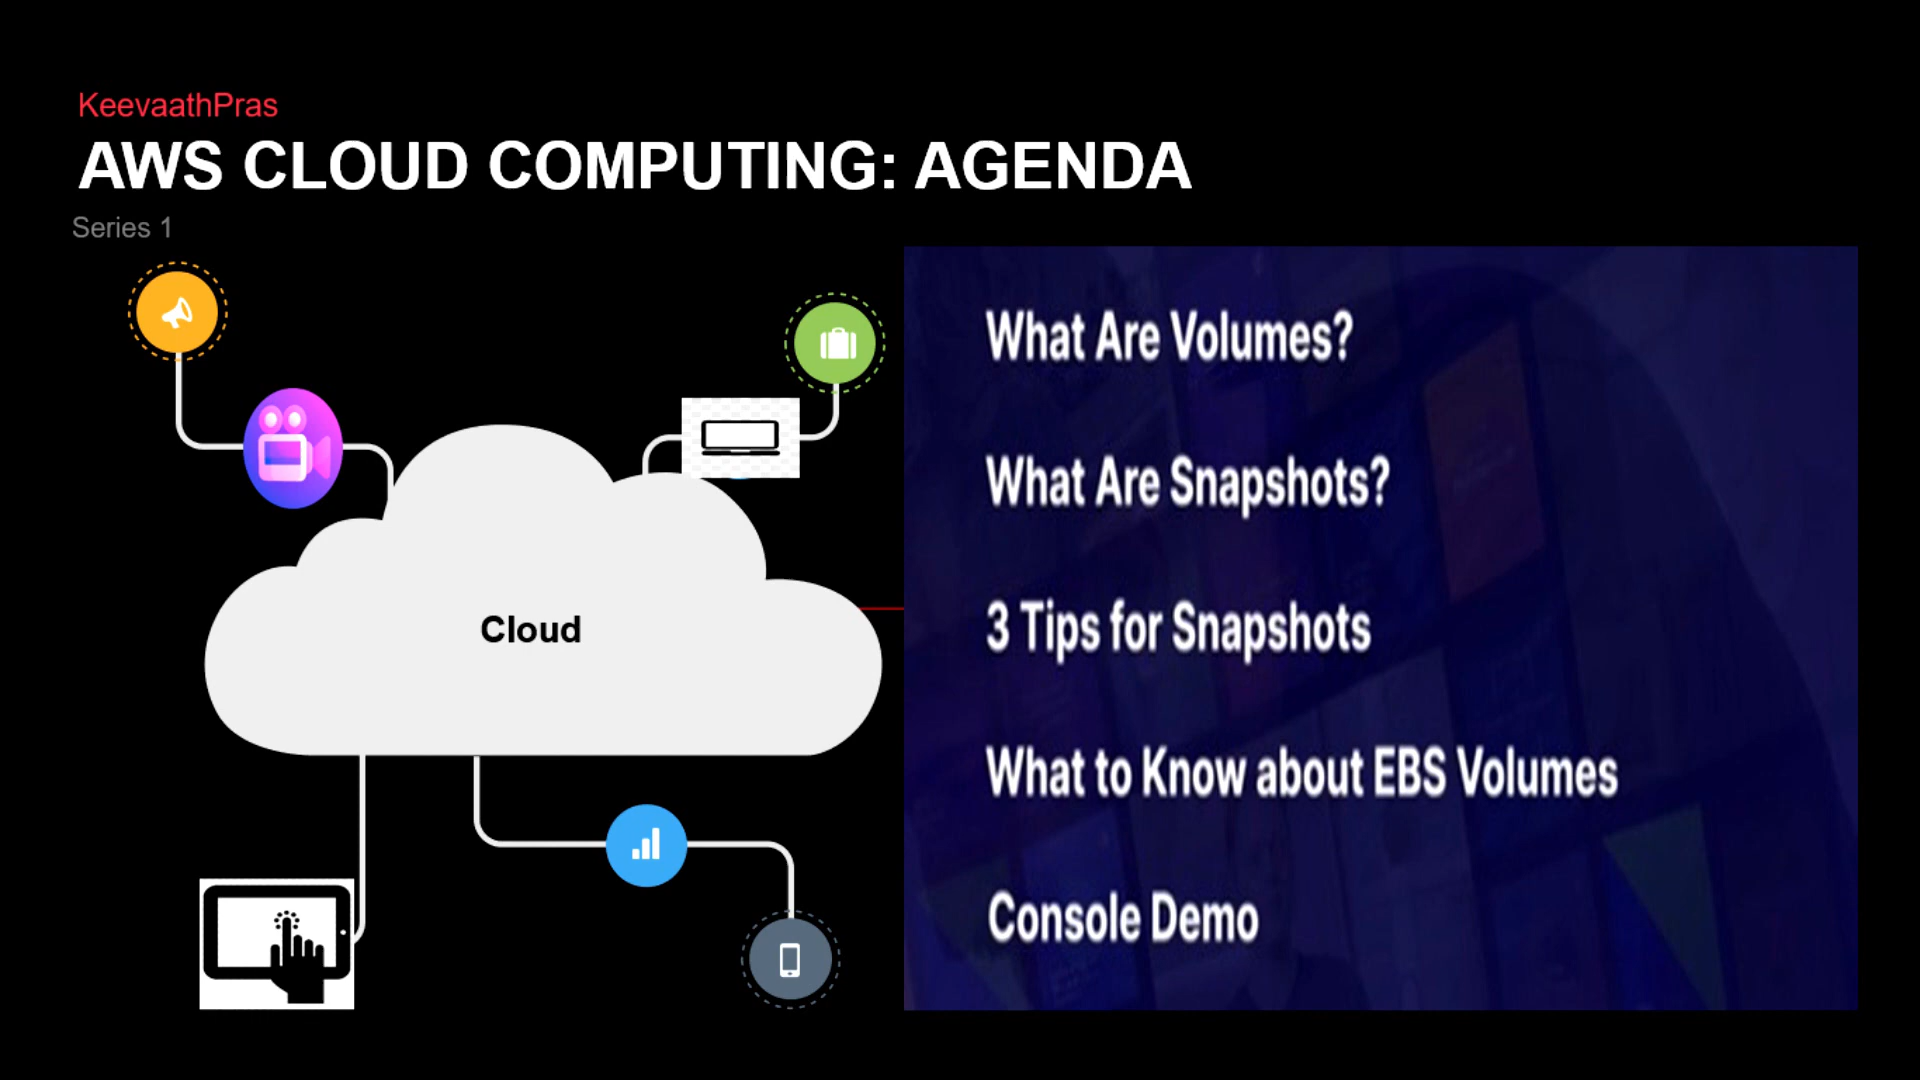 KeevaathPras
AWS CLOUD COMPUTING: AGENDA
Series 1
Cloud
What Are Volumes?
What Are Snapshots?
3 Tips for Snapshots
What to Know about EBS Volumes
Console Demo